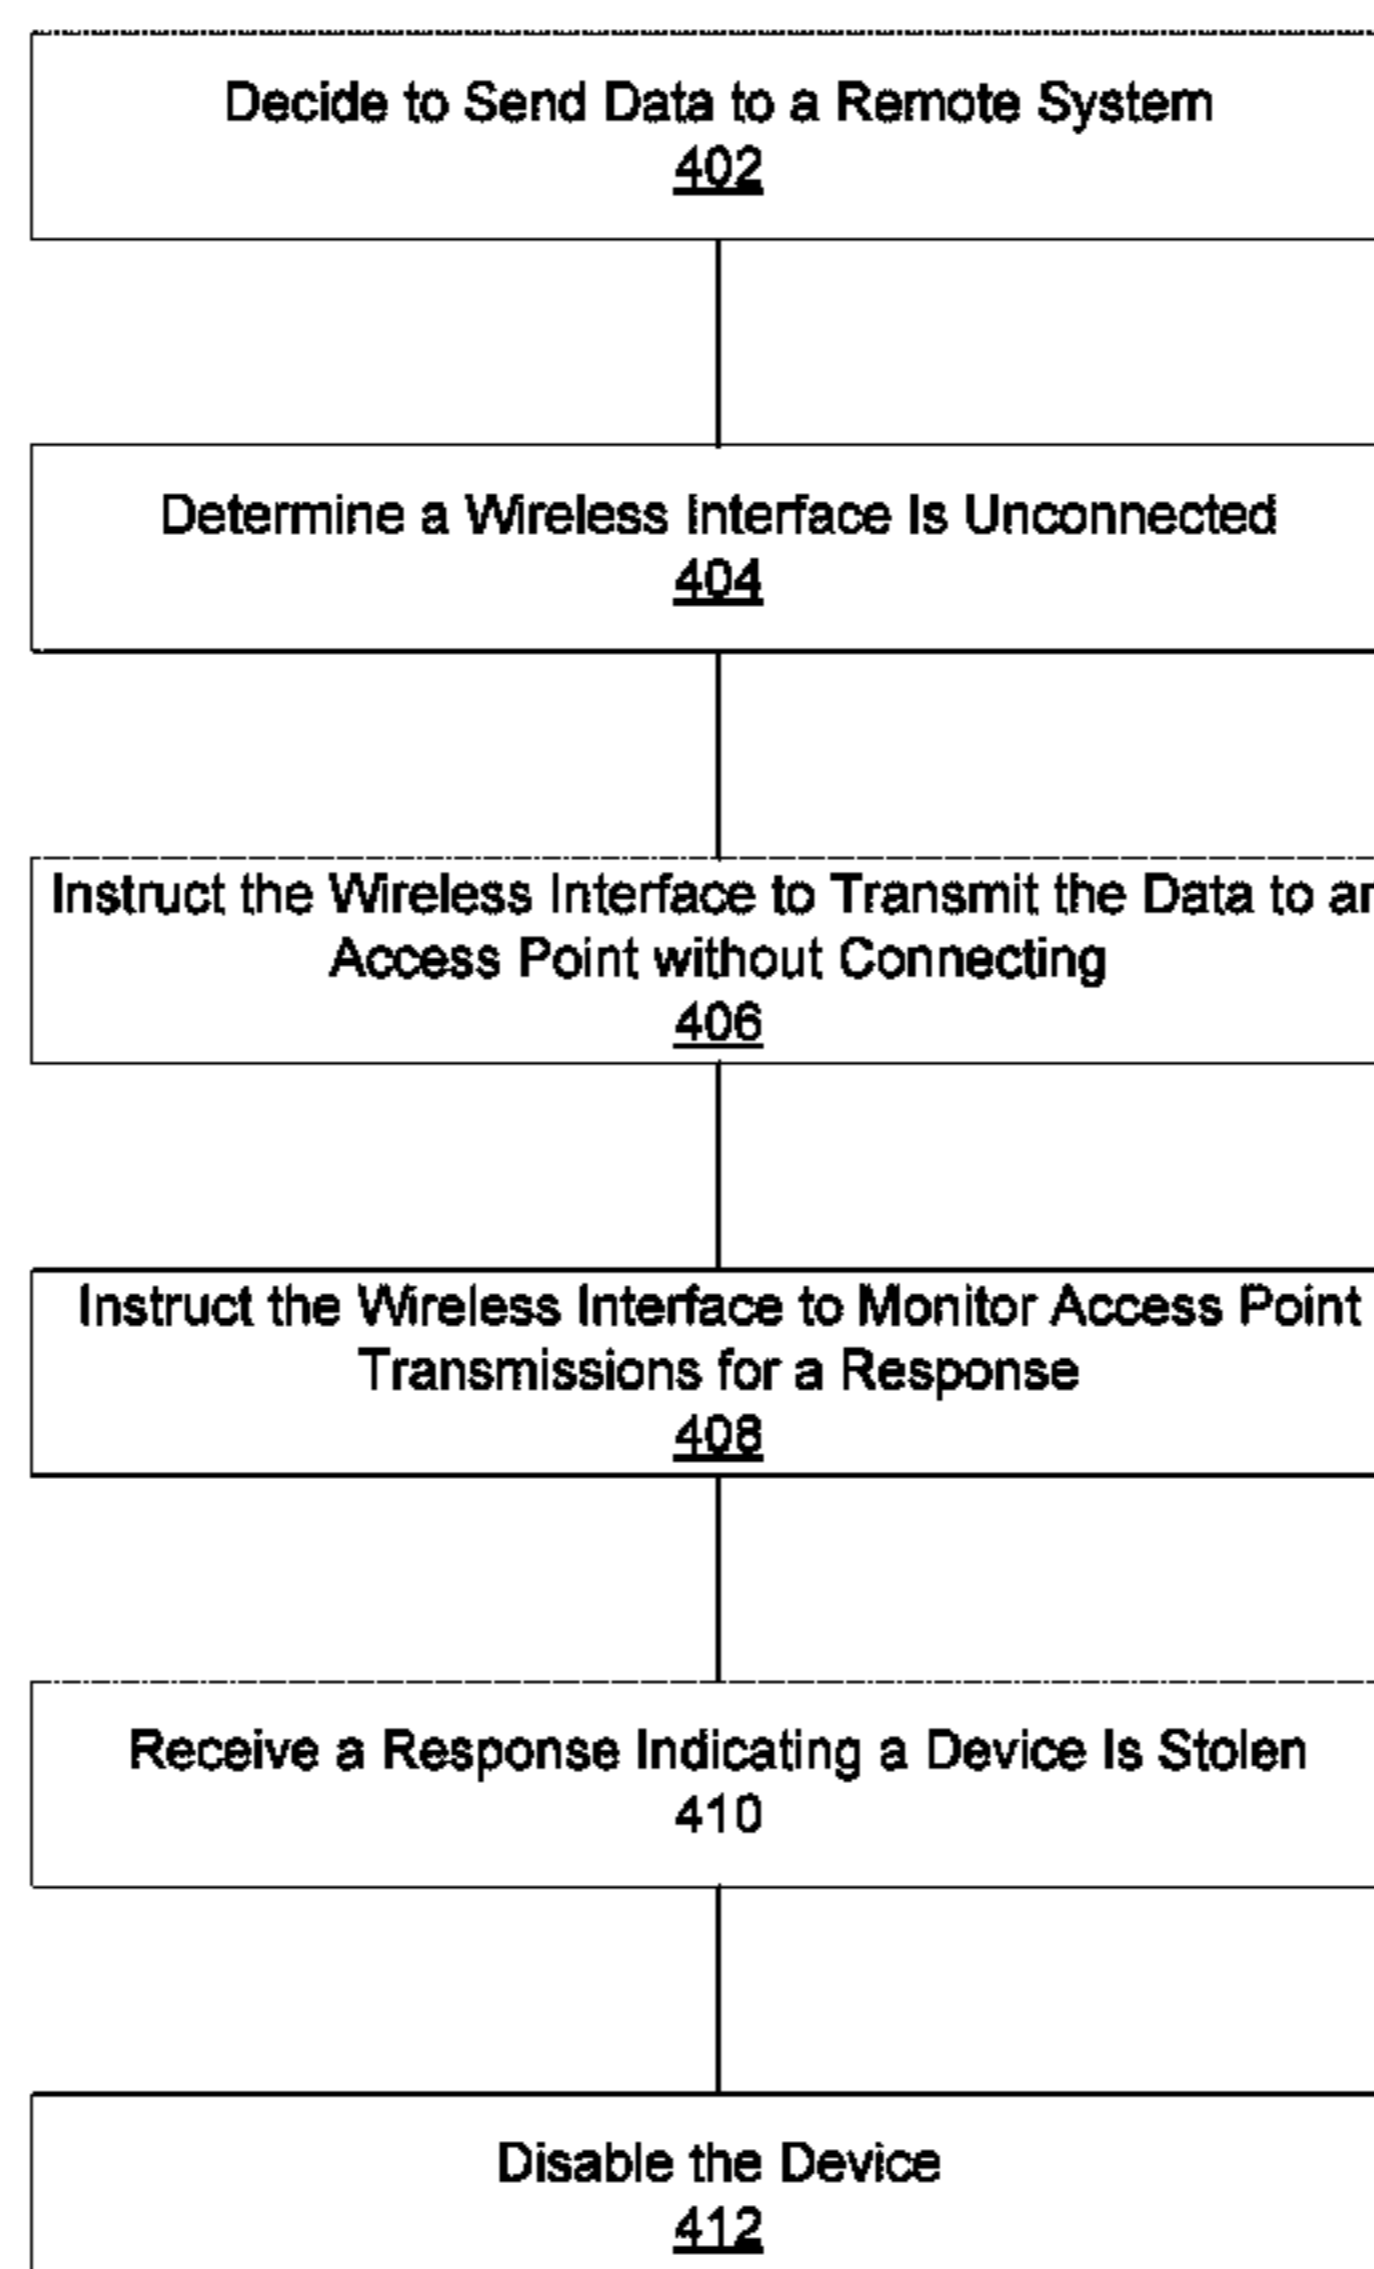 Decide to Send Data to a Remote System
402
Determine a Wireless Interface Is Unconnected
404
Instruct the Wireless Interface to Transmit the Data to an
Access Point without Connecting
406
Instruct the Wireless Interface to Monitor Access Point
Transmissions for a Response
408
Receive a Response Indicating a Device Is Stolen
410
Disable the Device
412